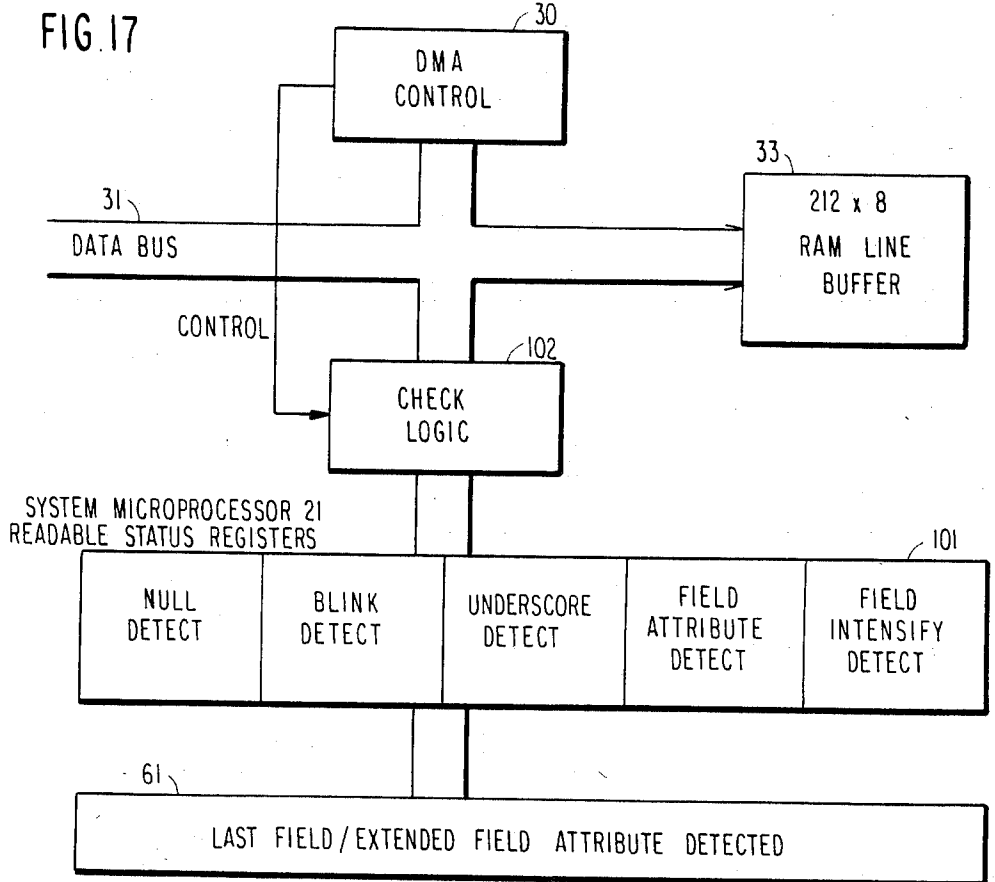 FIG. 17
30
DMA
CONTROL
33
212 x 8
RAM LINE
BUFFER
31
DATA BUS
CONTROL
102
CHECK
LOGIC
SYSTEM MICROPROCESSOR 21
READABLE STATUS REGISTERS
101
NULL
DETECT
BLINK
DETECT
UNDERSCORE
DETECT
FIELD
ATTRIBUTE
DETECT
FIELD
INTENSIFY
DETECT
61
LAST FIELD/EXTENDED FIELD ATTRIBUTE DETECTED